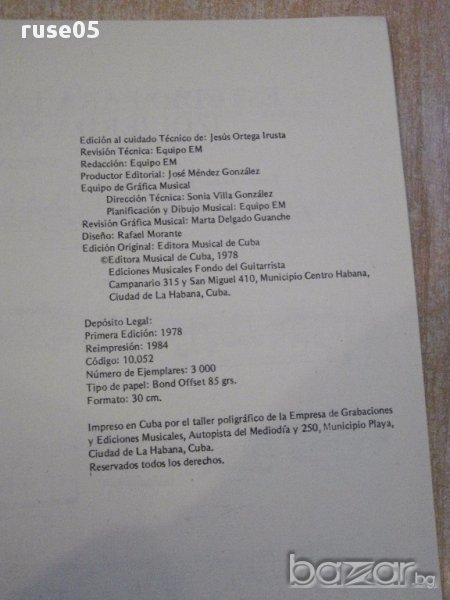 ruse05
Edición al cuidado Técnico de: Jesús Ortega Irusta
Revisión Técnica: Equipo EM
Redacción: Equipo EM
Productor Editorial: José Méndez González
Equipo de Gráfica Musical
Dirección Técnica: Sonia Villa González
Planificación y Dibujo Musical: Equipo EM
Revisión Gráfica Musical: Marta Delgado Guanche
Diseño: Rafael Morante
Edición Original: Editora Musical de Cuba
©Editora Musical de Cuba, 1978
Ediciones Musicales Fondo del Guitarrista
Campanario 315 y San Miguel 410, Municipio Centro Habana,
Ciudad de La Habana, Cuba.
Depósito Legal:
Primera Edición: 1978
Reimpresión: 1984
Código: 10,052
Número de Ejemplares: 3 000
Tipo de papel: Bond Offset 85 grs.
Formato: 30 cm.
Impreso en Cuba por el taller poligráfico de la Empresa de Grabaciones
y Ediciones Musicales, Autopista del Mediodía y 250, Municipio Playa,
Ciudad de La Habana, Cuba.
Reservados todos los derechos.
bazar.bg